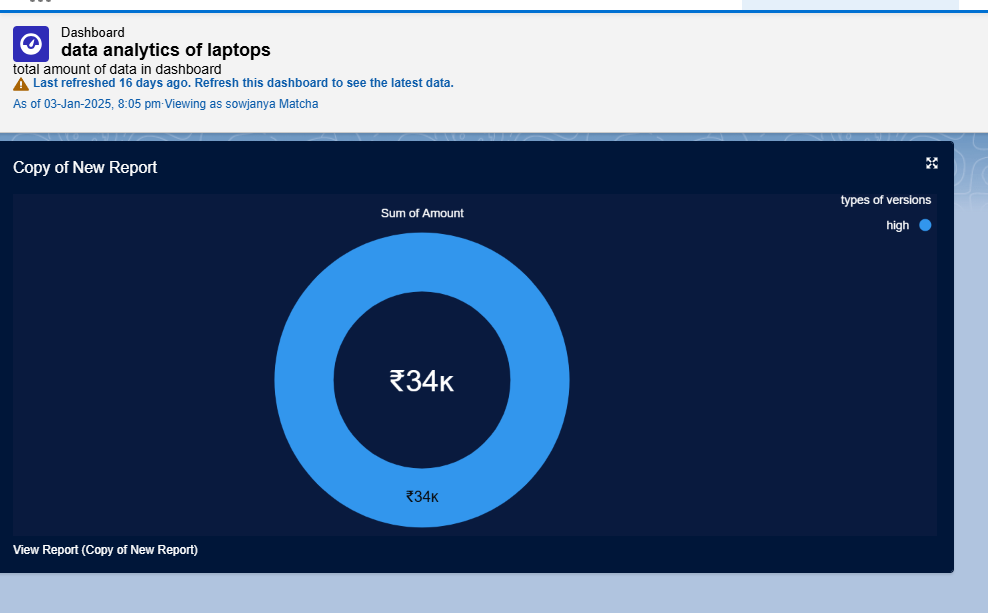 Dashboard
data analytics of laptops
total amount of data in dashboard
Last refreshed 16 days ago. Refresh this dashboard to see the latest data.
As of 03-Jan-2025, 8:05 pm·Viewing as sowjanya Matcha
Copy of New Report
types of versions
Sum of Amount
high
₹34K
₹34K
View Report (Copy of New Report)